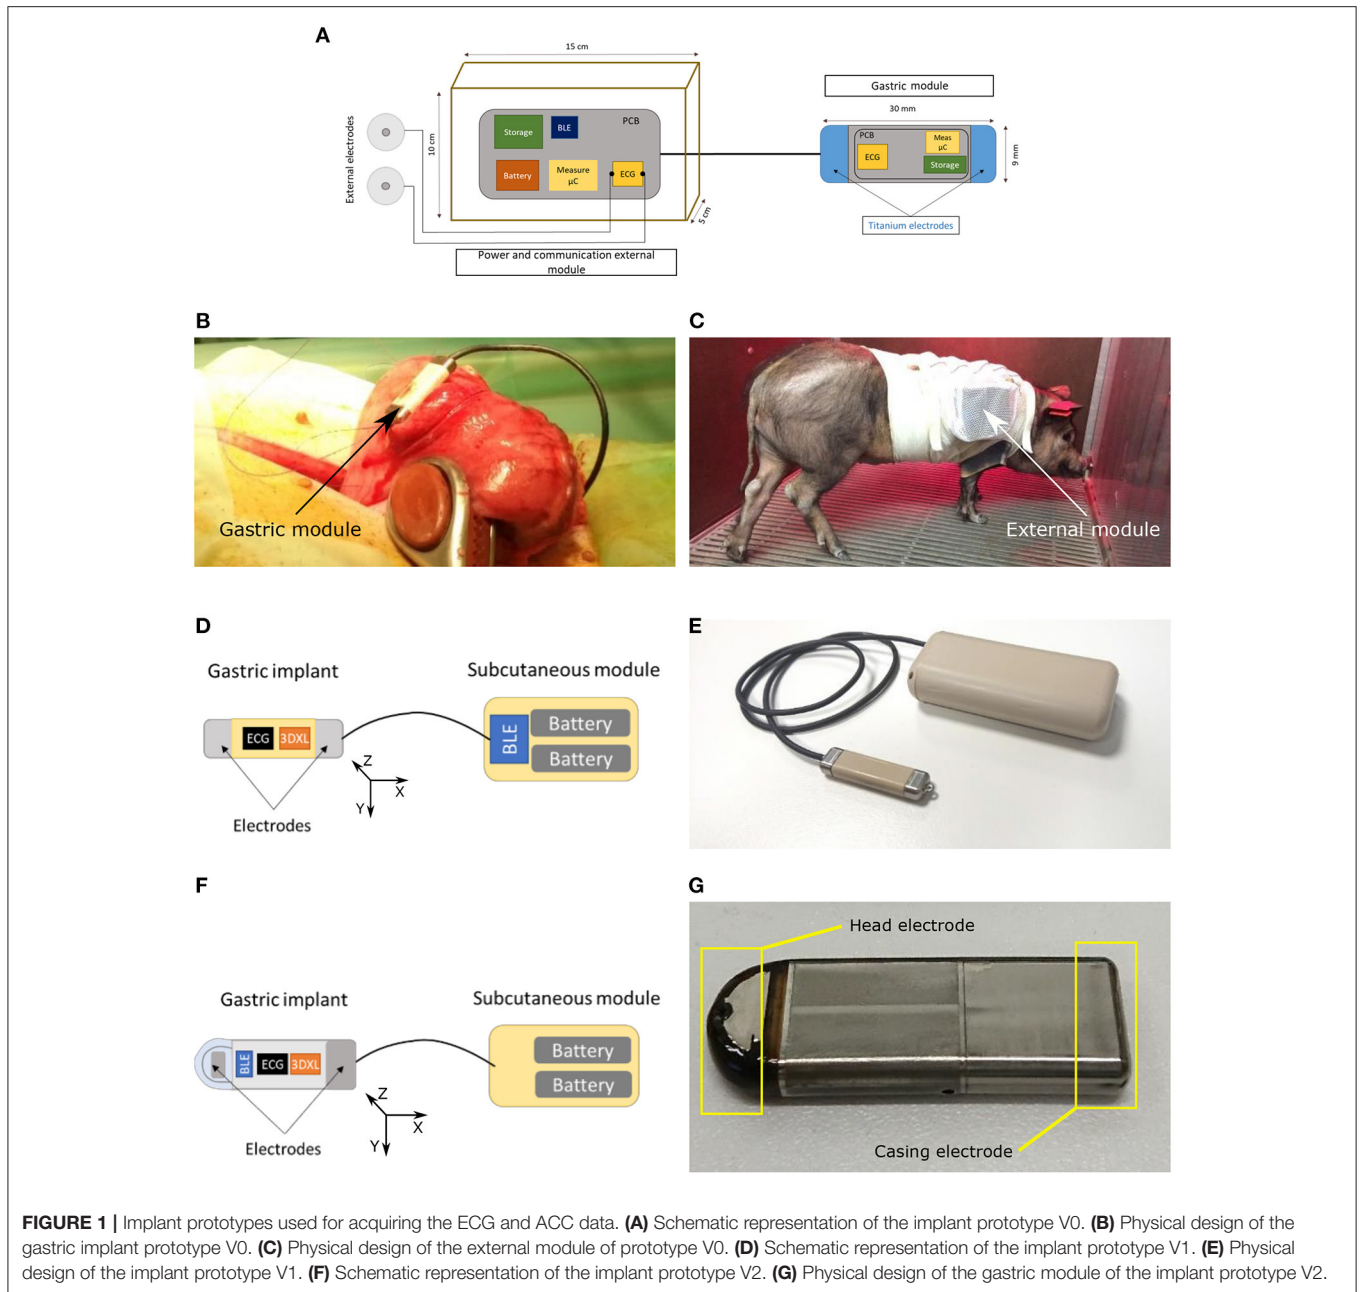 A
15 cm
Gastric module
30 mm
External electrodes
10 cm
Storage
BLE
PCB
Battery
Measure
µC
ECG
PCB
ECG
Meas
µC
Storage
9 mm
5 cm
Titanium electrodes
Power and communication external
module
B
Gastric module
C
External module
D
Gastric implant
Subcutaneous module
ECG
3DXL
BLE
Battery
Battery
Z
X
Y
Electrodes
E
F
Gastric implant
Subcutaneous module
BLE
ECG
3DXL
Battery
Battery
Z
X
Y
Electrodes
G
Head electrode
Casing electrode
FIGURE 1 | Implant prototypes used for acquiring the ECG and ACC data. (A) Schematic representation of the implant prototype V0. (B) Physical design of the
gastric implant prototype V0. (C) Physical design of the external module of prototype V0. (D) Schematic representation of the implant prototype V1. (E) Physical
design of the implant prototype V1. (F) Schematic representation of the implant prototype V2. (G) Physical design of the gastric module of the implant prototype V2.